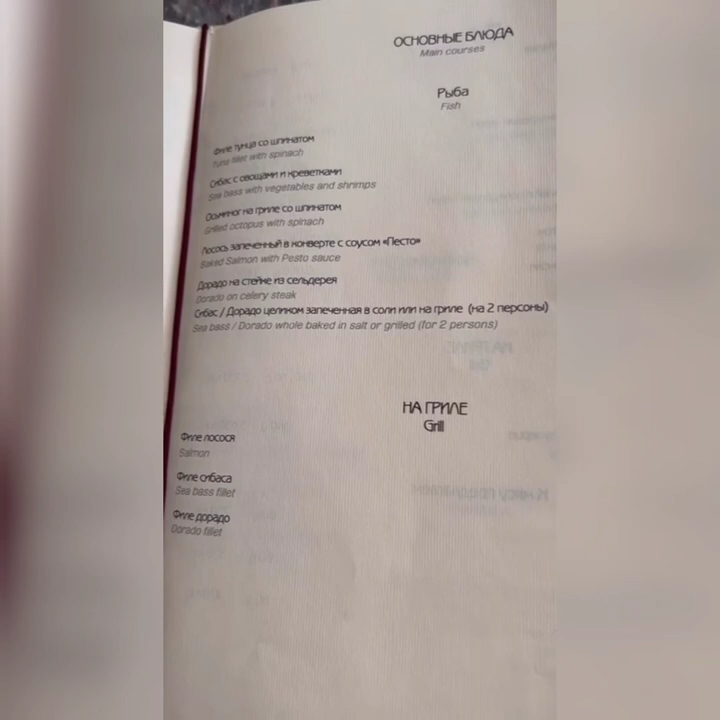 ОСНОВНЫЕ БЛЮДА
Main courses
Рыба
Fish
Филе тунца со шпинатом
Tuna fillet with spinach
Сибас с овощами и креветками
Sea bass with vegetables and shrimps
Осьминог на гриле со шпинатом
Grilled octopus with spinach
Лосось запеченный в конверте с соусом «Песто»
Baked Salmon with Pesto sauce
Дорадо на стейке из сельдерея
Dorado on celery steak
Сибас / Дорадо целиком запеченная в соли или на гриле (на 2 персоны)
Sea bass / Dorado whole baked in salt or grilled (for 2 persons)
НА ГРИЛЕ
Grill
Филе лосося
Salmon
Филе сибаса
Sea bass fillet
Филе дорадо
Dorado fillet